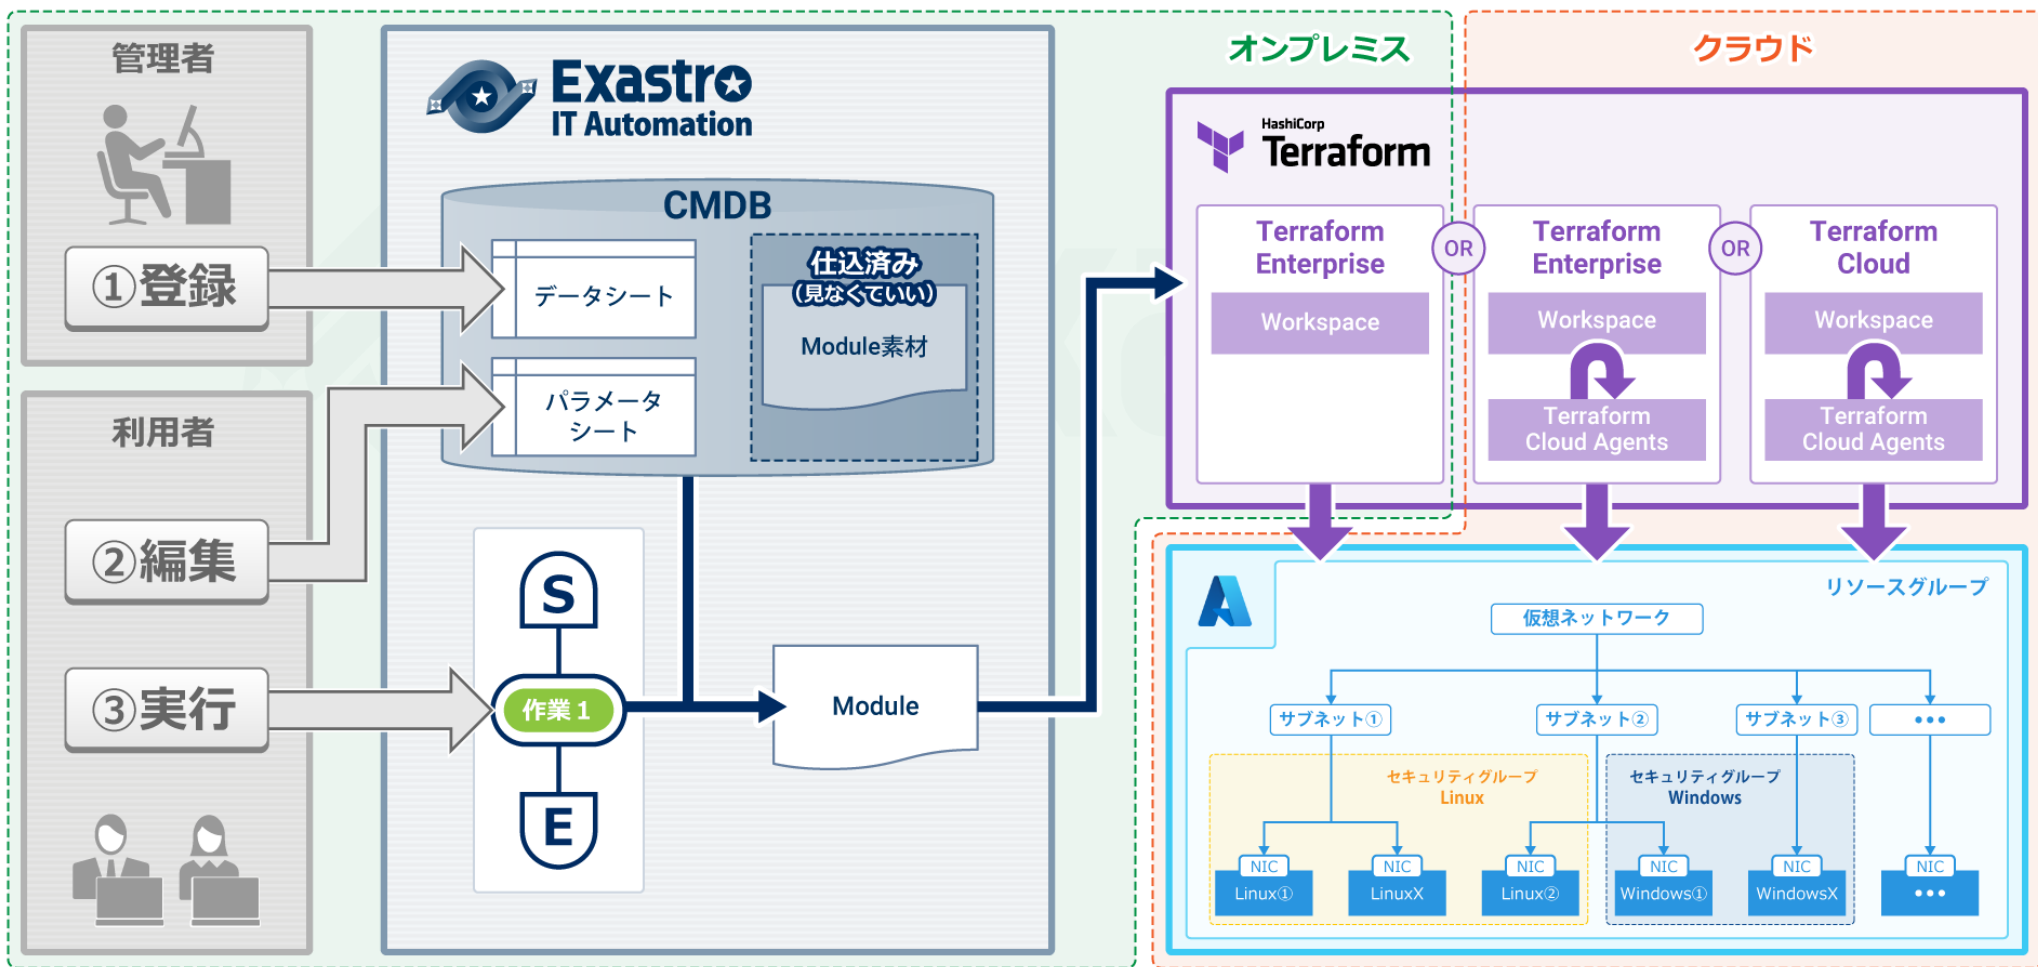 管理者
①登録
利用者
②編集
③実行
Exastro
IT Automation
CMDB
データシート
パラメータ
シート
仕込済み
(見なくていい)
Module素材
S
作業1
E
Module
オンプレミス
クラウド
HashiCorp
Terraform
Terraform
Enterprise
Workspace
OR
Terraform
Enterprise
Workspace
Terraform
Cloud Agents
OR
Terraform
Cloud
Workspace
Terraform
Cloud Agents
リソースグループ
仮想ネットワーク
サブネット①
サブネット②
サブネット③
•••
セキュリティグループ
Linux
セキュリティグループ
Windows
NIC
Linux①
NIC
LinuxX
NIC
Linux②
NIC
Windows①
NIC
WindowsX
NIC
•••